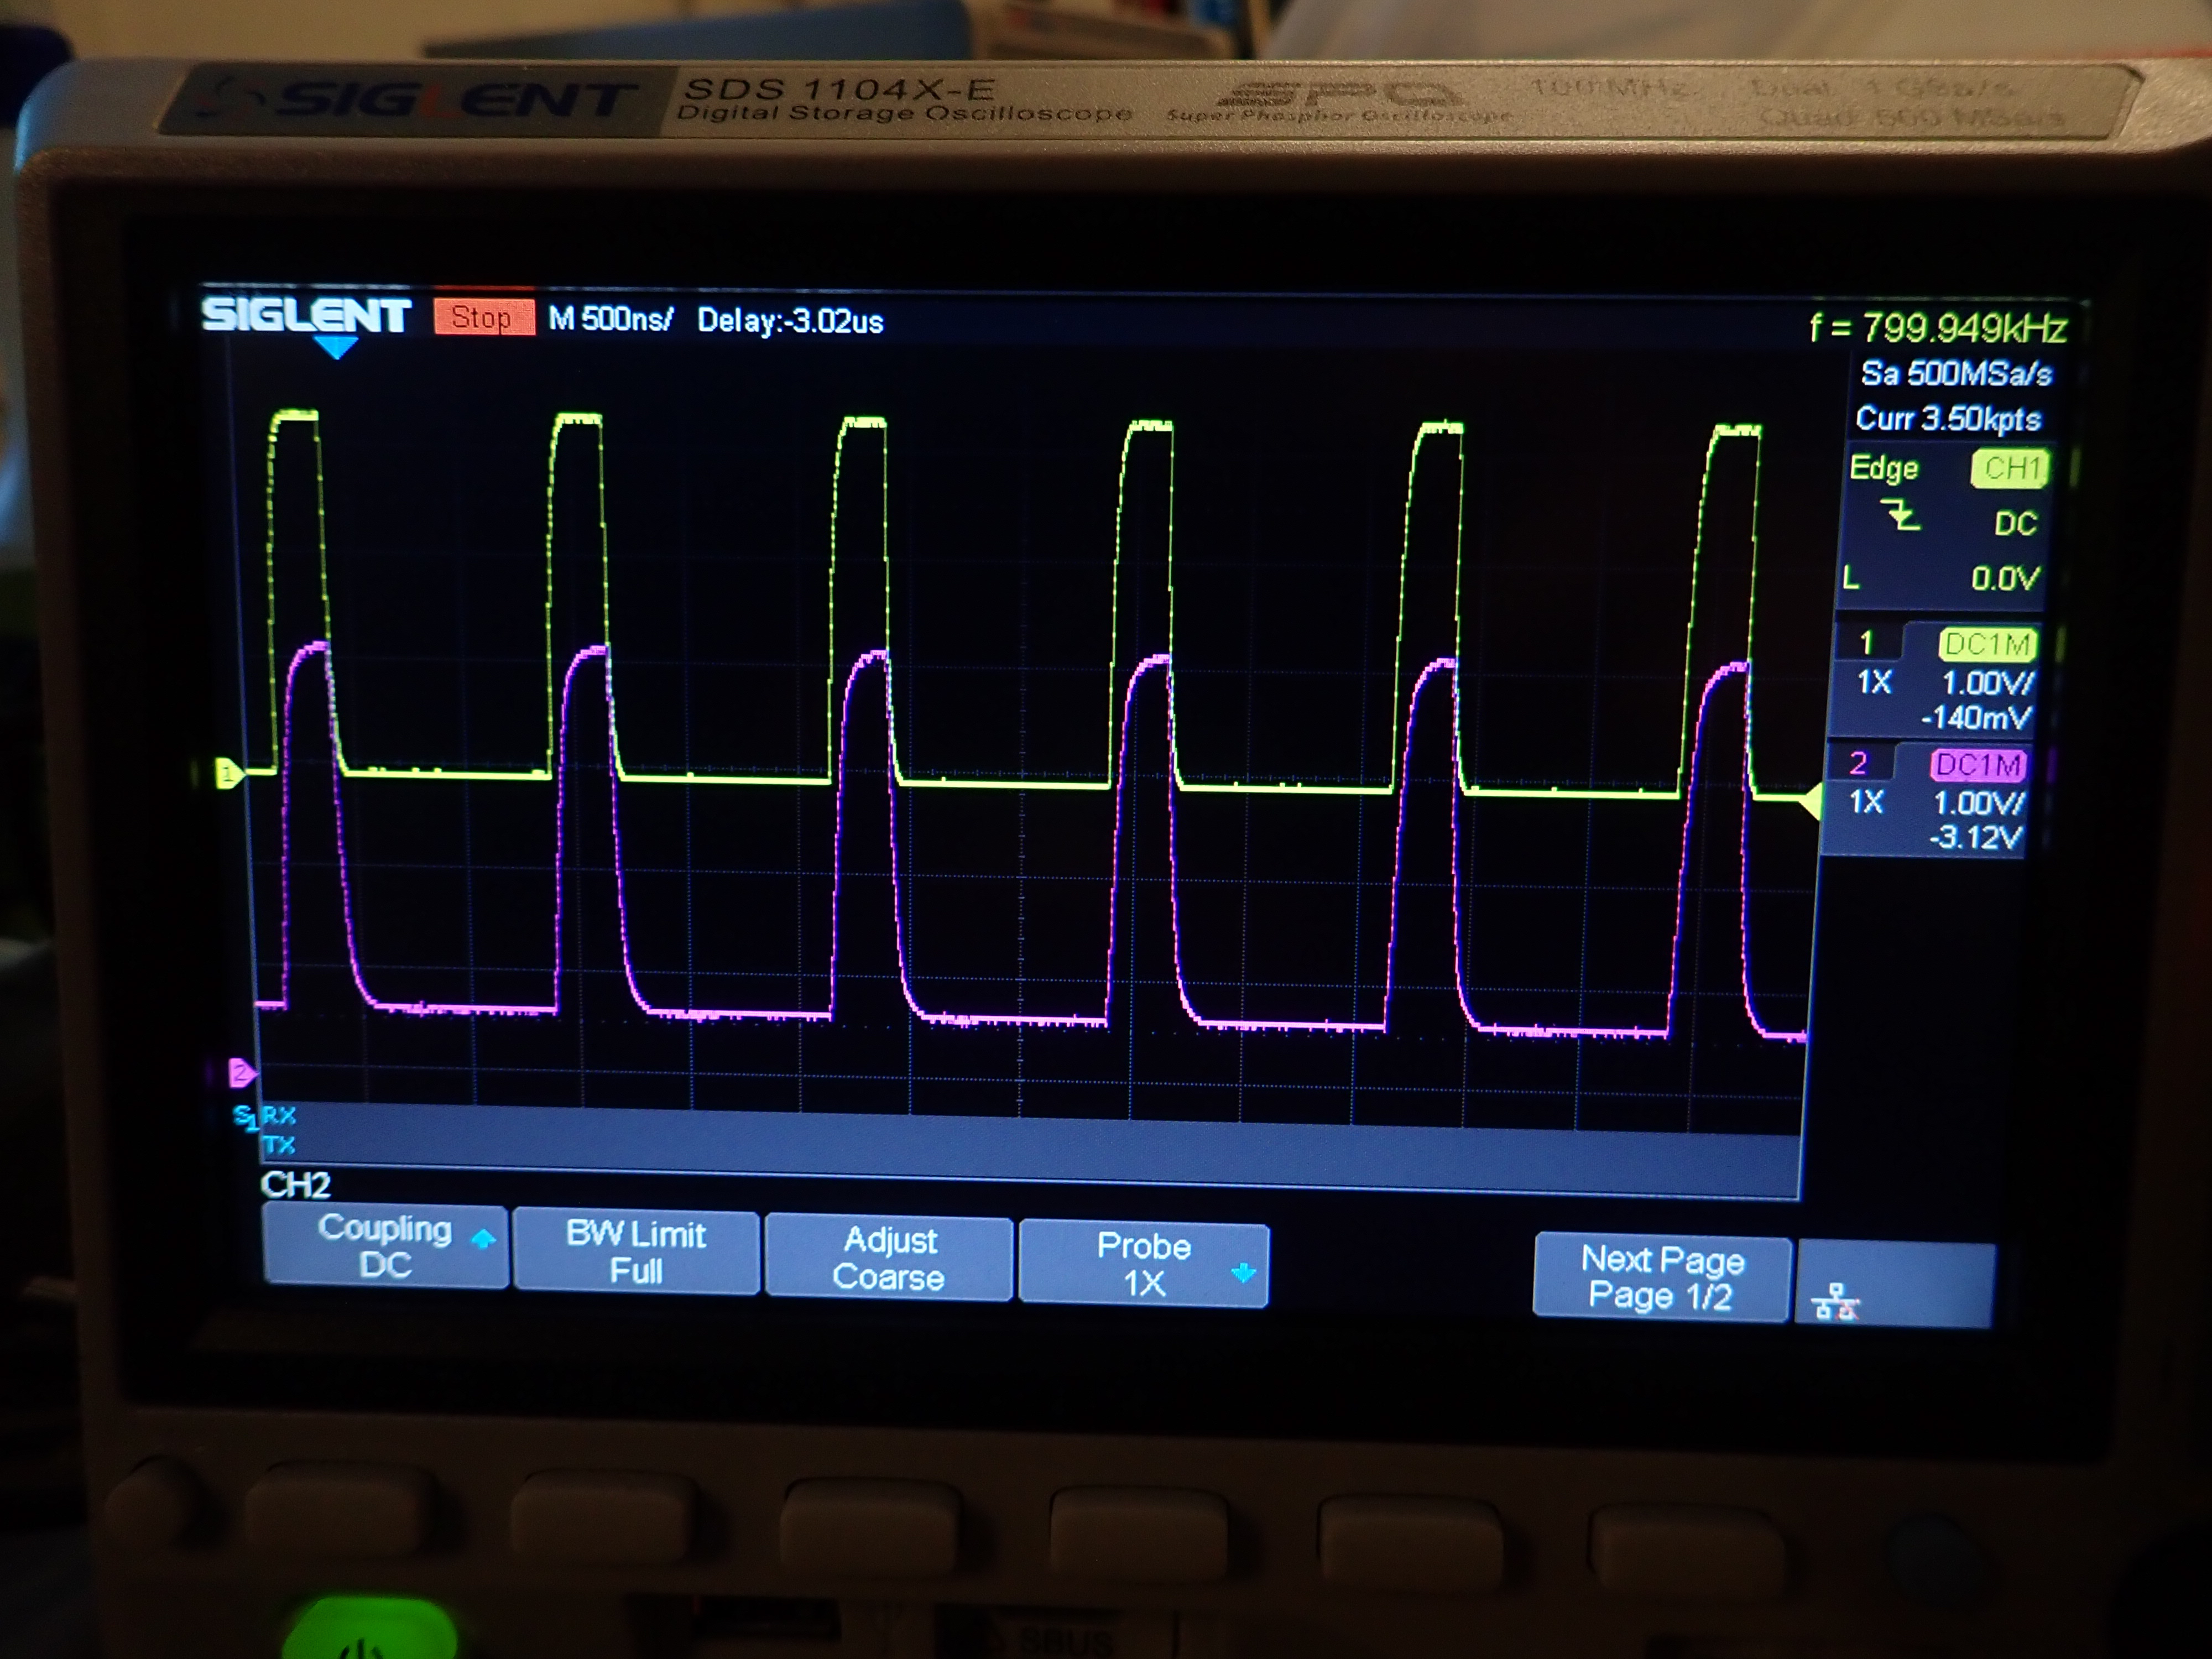 SIGLENT SDS 1104X-E SPO 100 MHz Dual 1 GSa/s
Digital Storage Oscilloscope Super Phosphor Oscilloscope Quad 500 MSa/s
SIGLENT Stop M 500ns/ Delay:-3.02us f = 799.949kHz
Sa 500MSa/s
Curr 3.50kpts
Edge CH1
DC
L 0.0V
1 DC1M
1X 1.00V/
-140mV
2 DC1M
1X 1.00V/
-3.12V
1
2
S1 RX
TX
CH2
Coupling
DC
BW Limit
Full
Adjust
Coarse
Probe
1X
Next Page
Page 1/2
SBUS